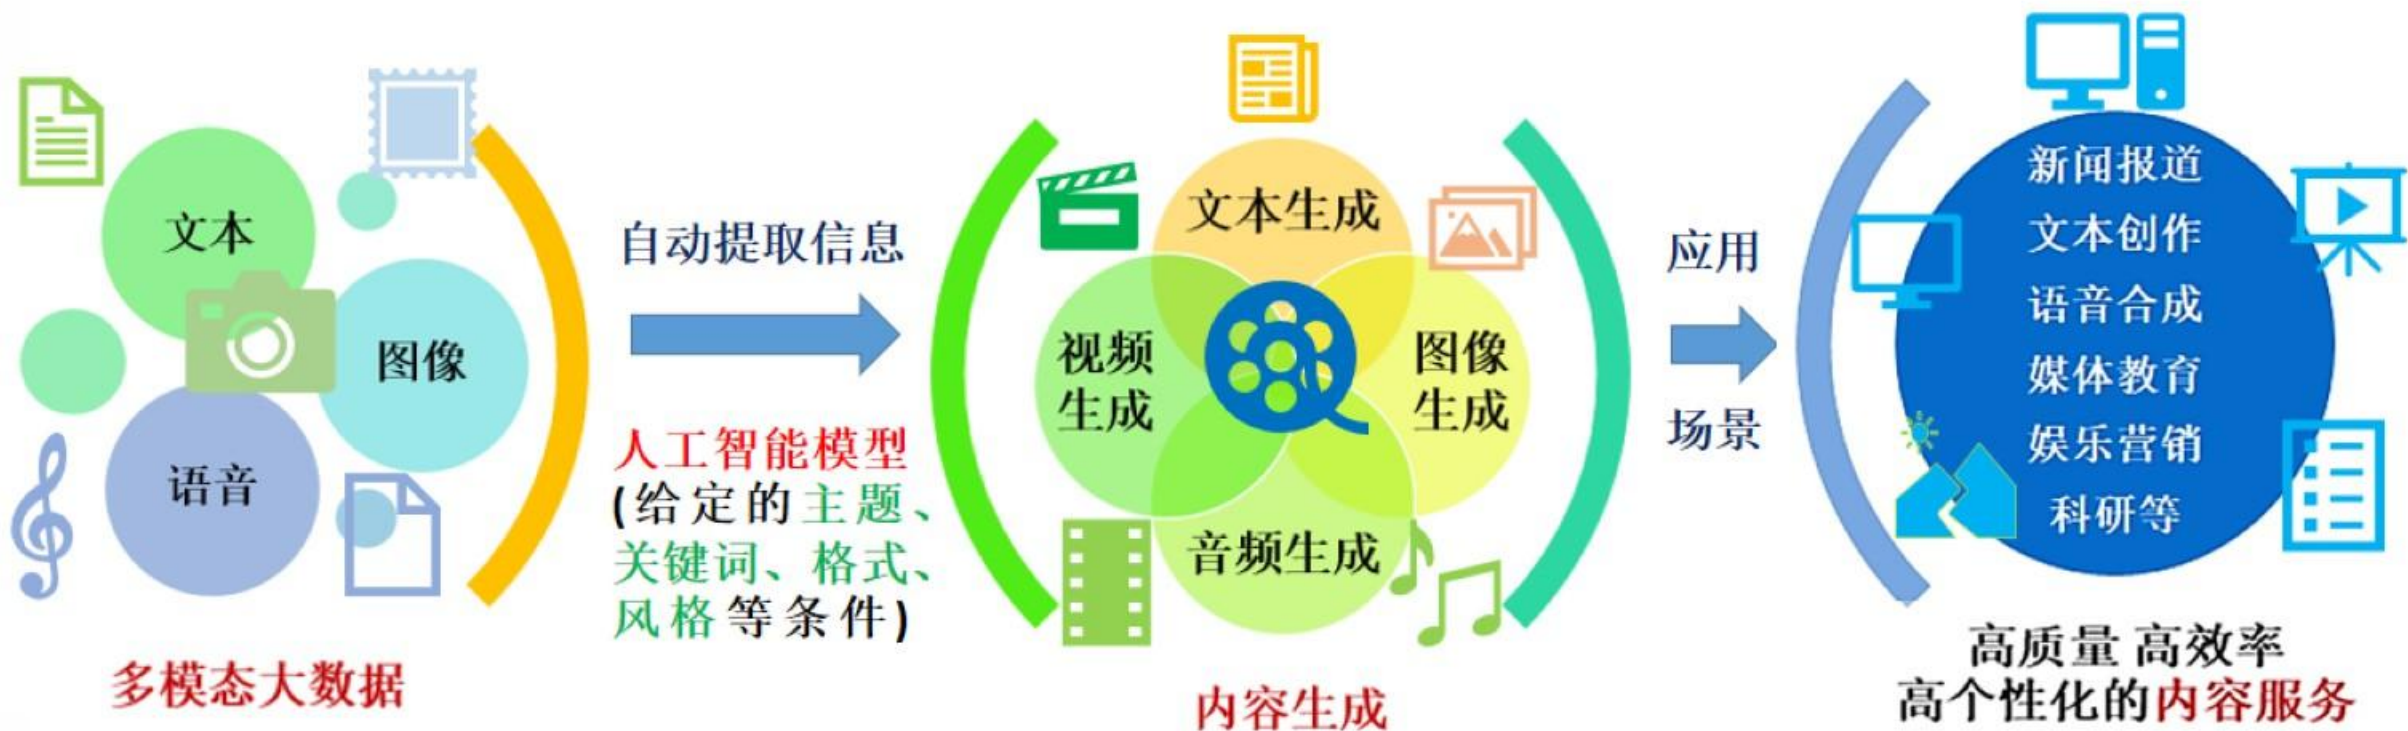 文本
图像
语音
多模态大数据
自动提取信息
人工智能模型
(给定的主题、
关键词、格式、
风格等条件)
文本生成
视频
生成
图像
生成
音频生成
内容生成
应用
场景
新闻报道
文本创作
语音合成
媒体教育
娱乐营销
科研等
高质量 高效率
高个性化的内容服务